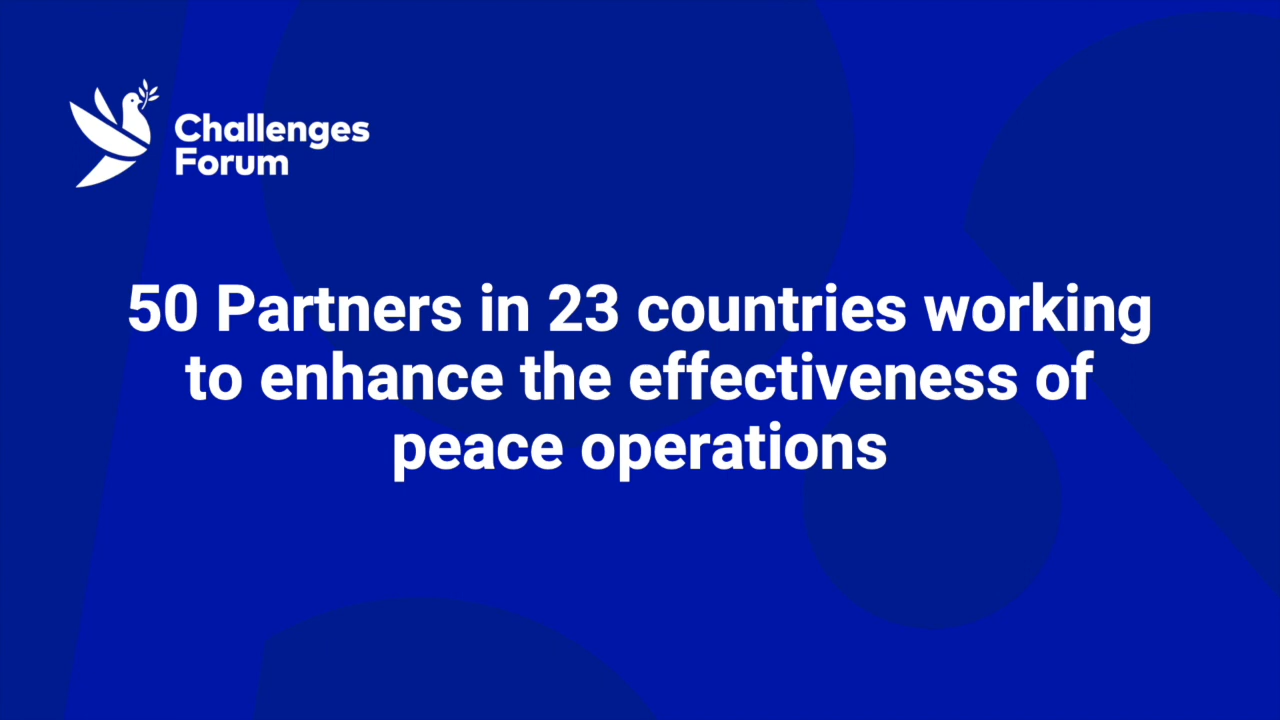 Challenges
Forum
50 Partners in 23 countries working
to enhance the effectiveness of
peace operations